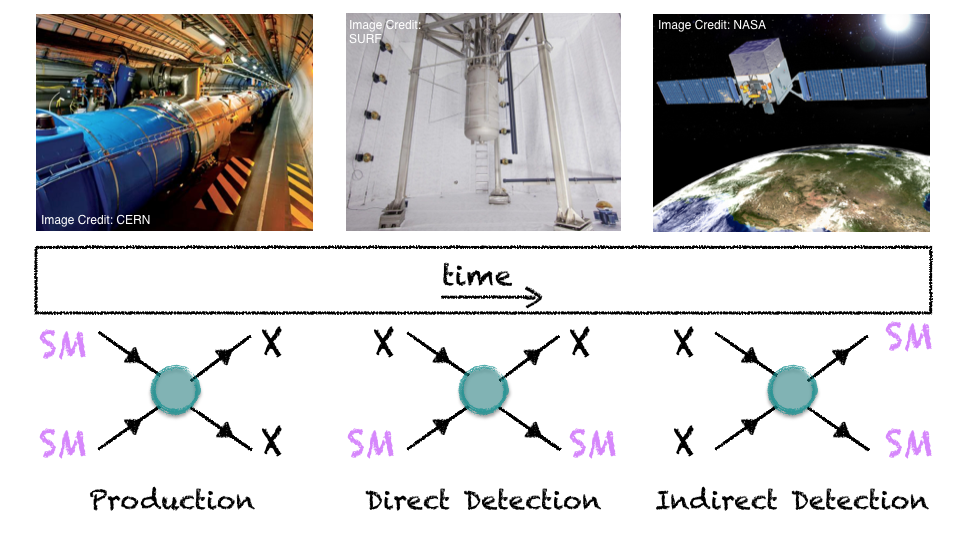 Image Credit: CERN
Image Credit:
SURF
Image Credit: NASA
time
SM
X
SM
X
Production
X
X
SM
SM
Direct Detection
X
SM
X
SM
Indirect Detection